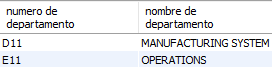 numero de departamento nombre de departamento
D11 MANUFACTURING SYSTEM
E11 OPERATIONS